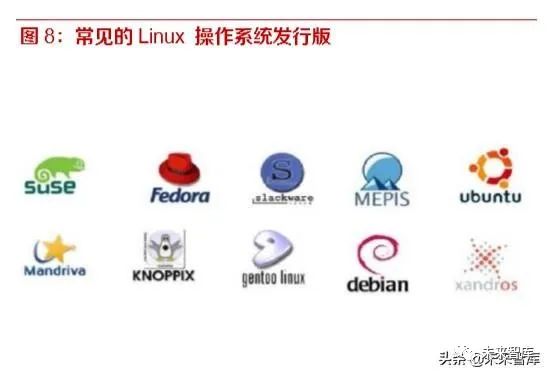 图 8：常见的 Linux 操作系统发行版
suse
Fedora
slackware
MEPIS
ubuntu
Mandriva
KNOPPIX
gentoo linux
debian
xandros
头条@未来智库